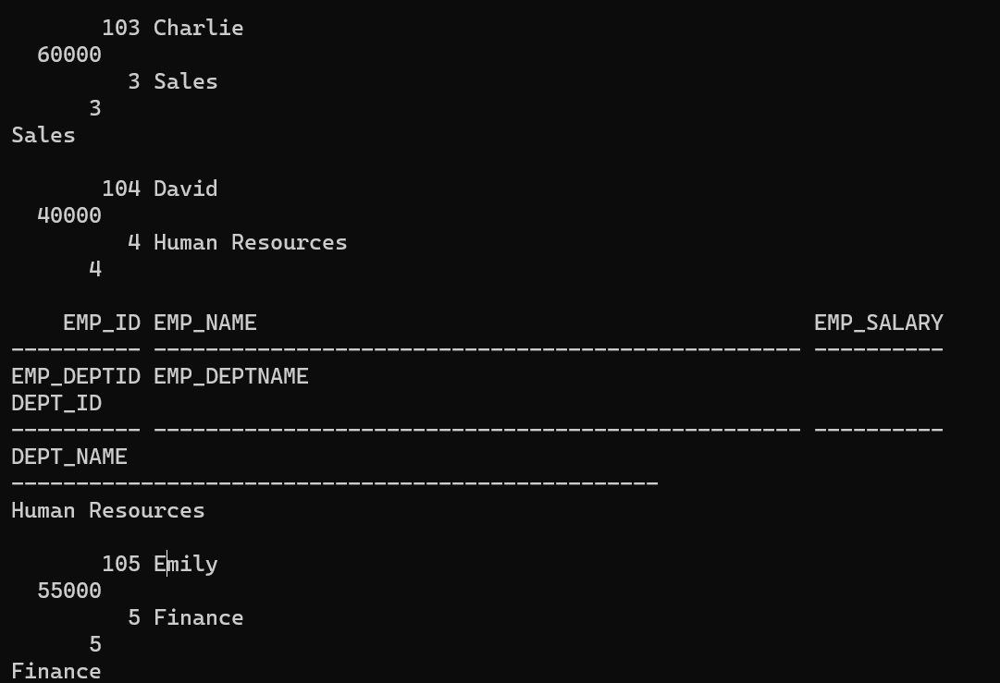 103 Charlie
60000
3 Sales
3
Sales
104 David
40000
4 Human Resources
4
EMP_ID EMP_NAME EMP_SALARY
---------- -------------------------------------------------- ----------
EMP_DEPTID EMP_DEPTNAME
DEPT_ID
---------- -------------------------------------------------- ----------
DEPT_NAME
--------------------------------------------------
Human Resources
105 Emily
55000
5 Finance
5
Finance